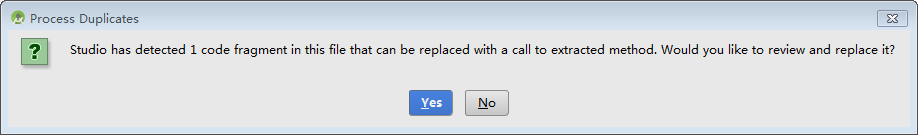 Process Duplicates
Studio has detected 1 code fragment in this file that can be replaced with a call to extracted method. Would you like to review and replace it?
?
Yes
No